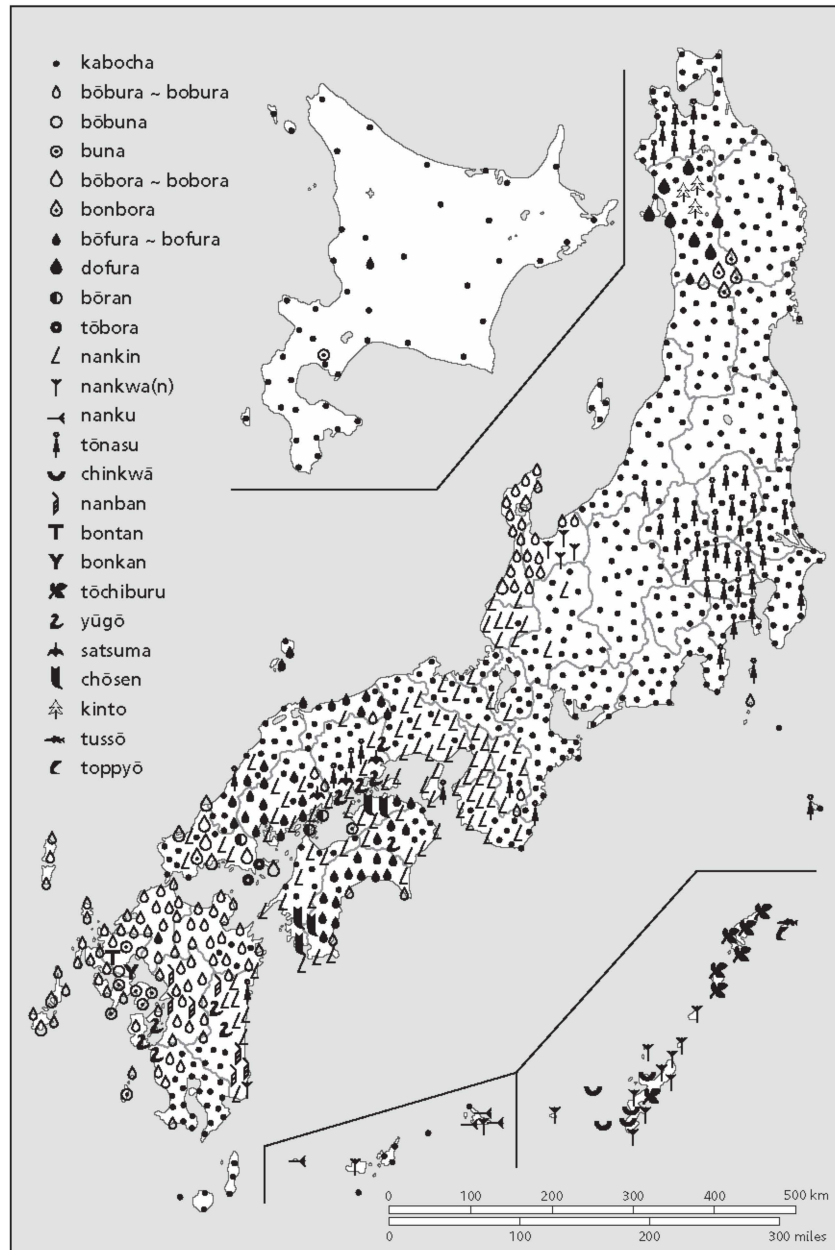 kabocha
bōbura ~ bobura
bōbuna
buna
bōbora ~ bobora
bonbora
bōfura ~ bofura
dofura
bōran
tōbora
nankin
nankwa(n)
nanku
tōnasu
chinkwā
nanban
bontan
bonkan
tōchiburu
yūgō
satsuma
chōsen
kinto
tussō
toppyō
0 100 200 300 400 500 km
0 100 200 300 miles